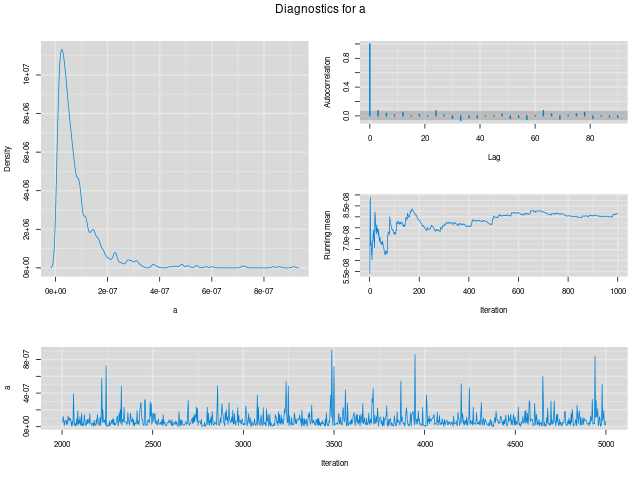 Diagnostics for a
Density
0e+00 2e+06 4e+06 6e+06 8e+06 1e+07
0e+00 2e-07 4e-07 6e-07 8e-07
a
Autocorrelation
0.0 0.4 0.8
0 20 40 60 80
Lag
Running mean
5.5e-08 7.0e-08 8.5e-08
0 200 400 600 800 1000
Iteration
a
0e+00 4e-07 8e-07
2000 2500 3000 3500 4000 4500 5000
Iteration